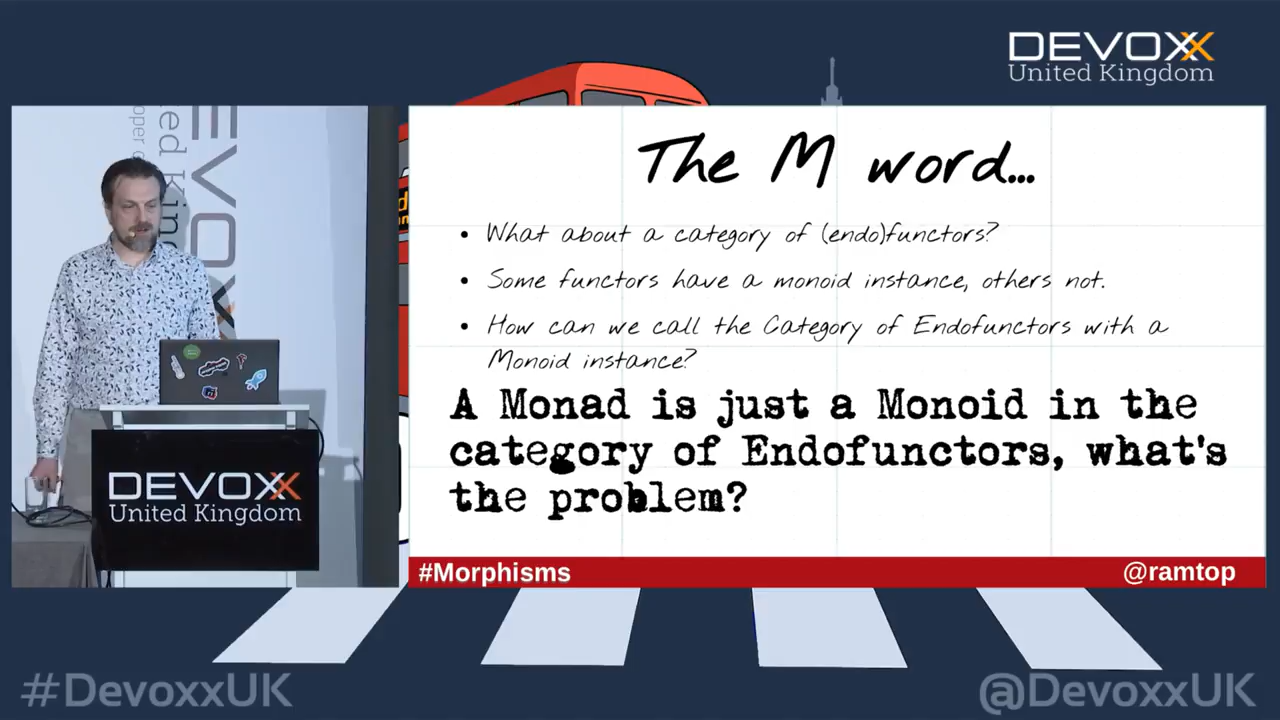 DEVOXX
United Kingdom
The M word...
• What about a category of (endo)functors?
• Some functors have a monoid instance, others not.
• How can we call the Category of Endofunctors with a
Monoid instance?
A Monad is just a Monoid in the
category of Endofunctors, what's
the problem?
#Morphisms
@ramtop
DEVOXX
United Kingdom
#DevoxxUK
@DevoxxUK